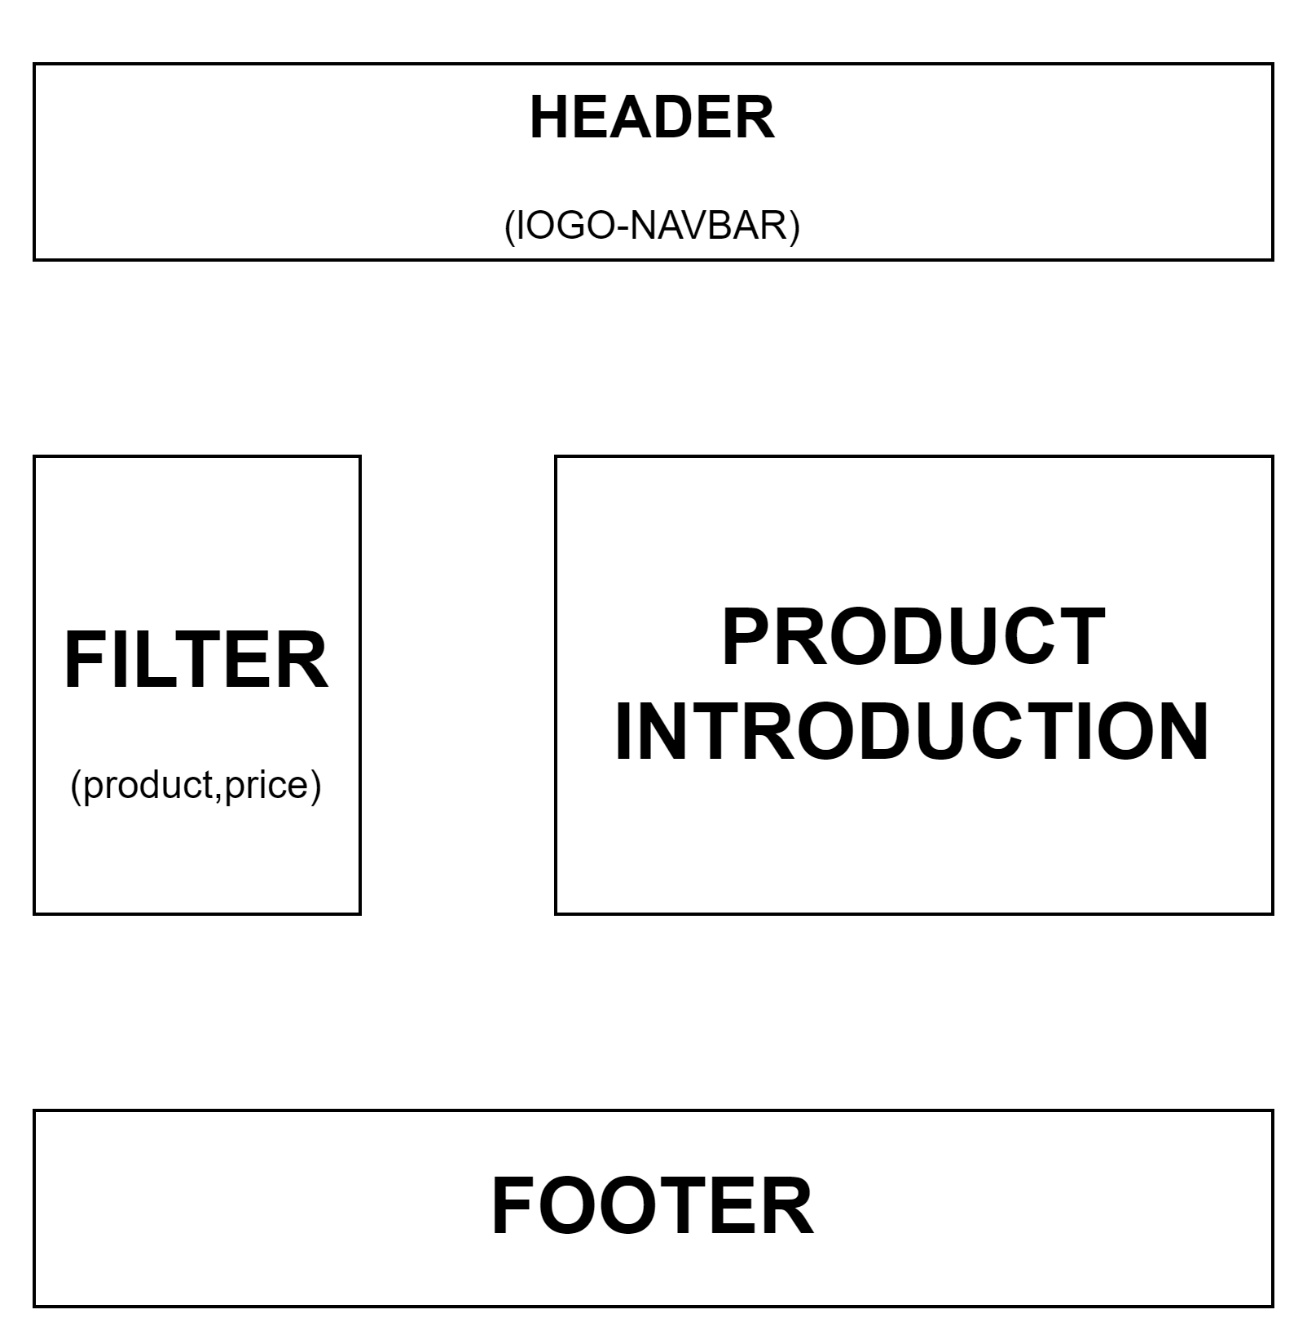 HEADER
(lOGO-NAVBAR)
FILTER
(product,price)
PRODUCT
INTRODUCTION
FOOTER